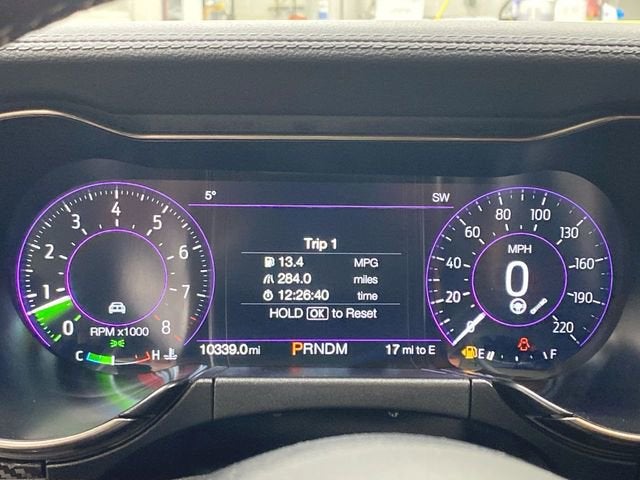 5°
SW
Trip 1
13.4 MPG
284.0 miles
12:26:40 time
HOLD OK to Reset
10339.0 mi
PRNDM
17 mi to E
0 1 2 3 4 5 6 7 8
RPM x1000
C H
0 20 40 60 80 100 130 160 190 220
MPH
0
E F